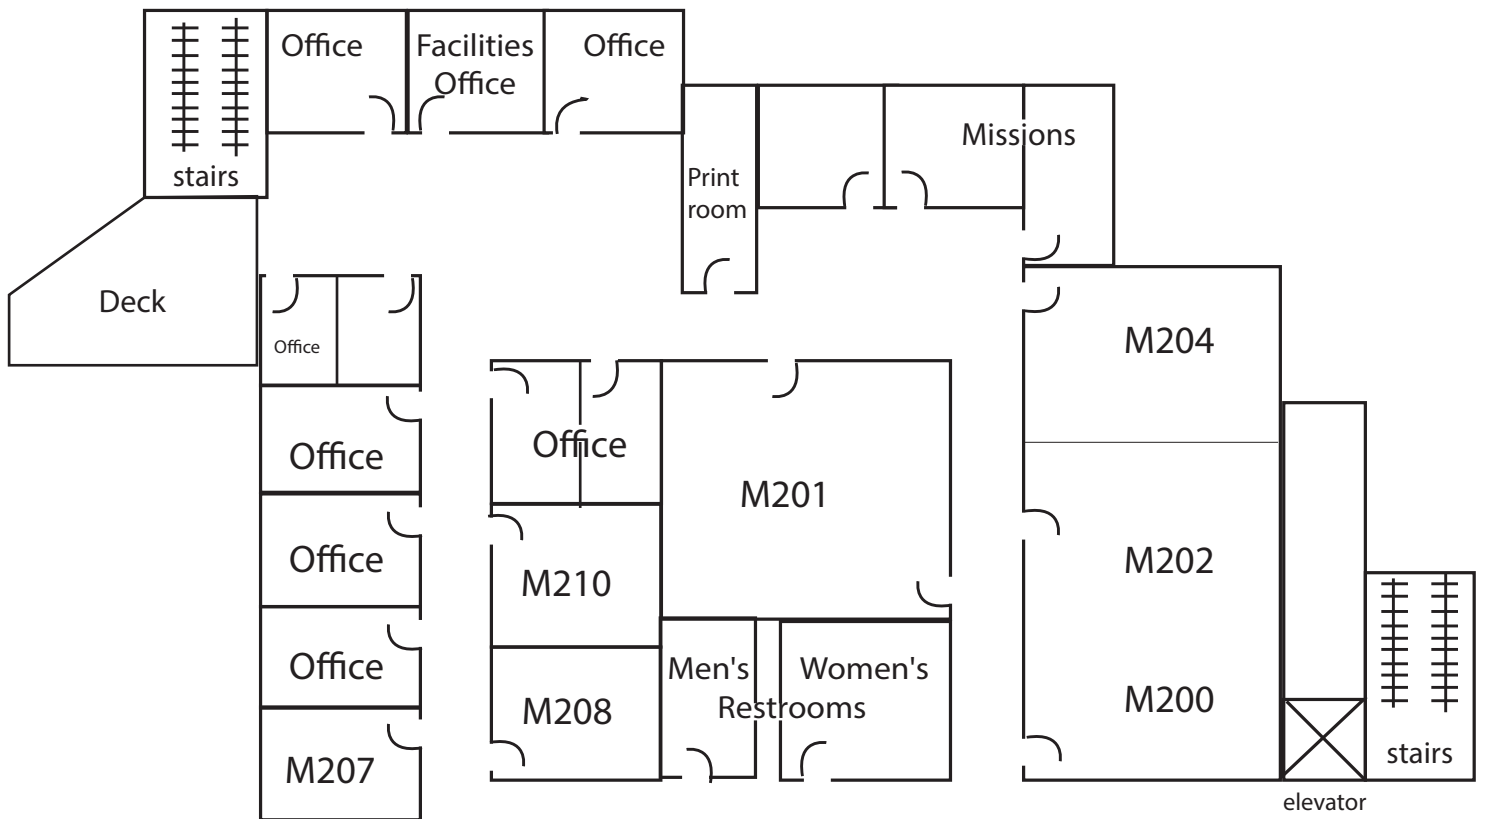 Office
Facilities
Office
Office
stairs
Missions
Print
room
Deck
Office
M204
Office
Office
M201
Office
M210
M202
Office
Men's
Women's
Restrooms
M208
M200
M207
stairs
elevator